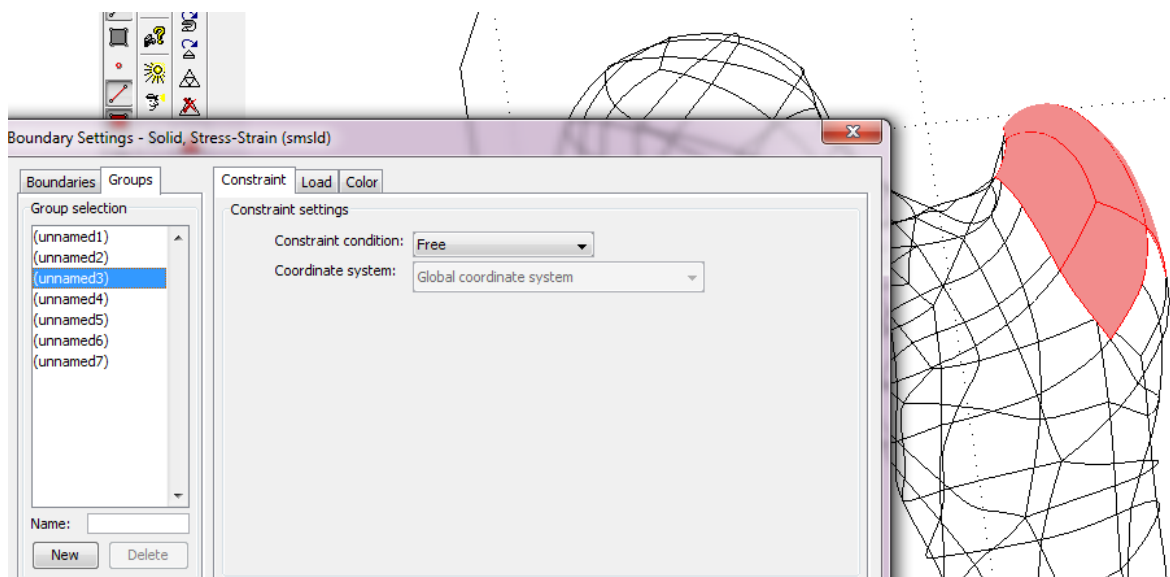 Boundary Settings - Solid, Stress-Strain (smsld)
Boundaries Groups
Constraint Load Color
Group selection
(unnamed1)
(unnamed2)
(unnamed3)
(unnamed4)
(unnamed5)
(unnamed6)
(unnamed7)
Name:
New Delete
Constraint settings
Constraint condition: Free
Coordinate system: Global coordinate system